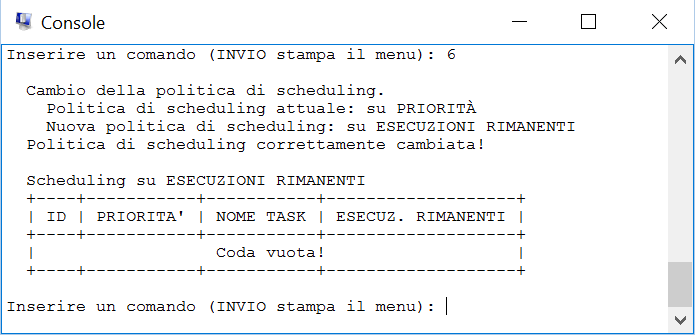 Console
Inserire un comando (INVIO stampa il menu): 6
Cambio della politica di scheduling.
Politica di scheduling attuale: su PRIORITÀ
Nuova politica di scheduling: su ESECUZIONI RIMANENTI
Politica di scheduling correttamente cambiata!
Scheduling su ESECUZIONI RIMANENTI
+----+-----------+-----------+-------------------+
| ID | PRIORITA' | NOME TASK | ESECUZ. RIMANENTI |
+----+-----------+-----------+-------------------+
|                  Coda vuota!                   |
+----+-----------+-----------+-------------------+
Inserire un comando (INVIO stampa il menu):